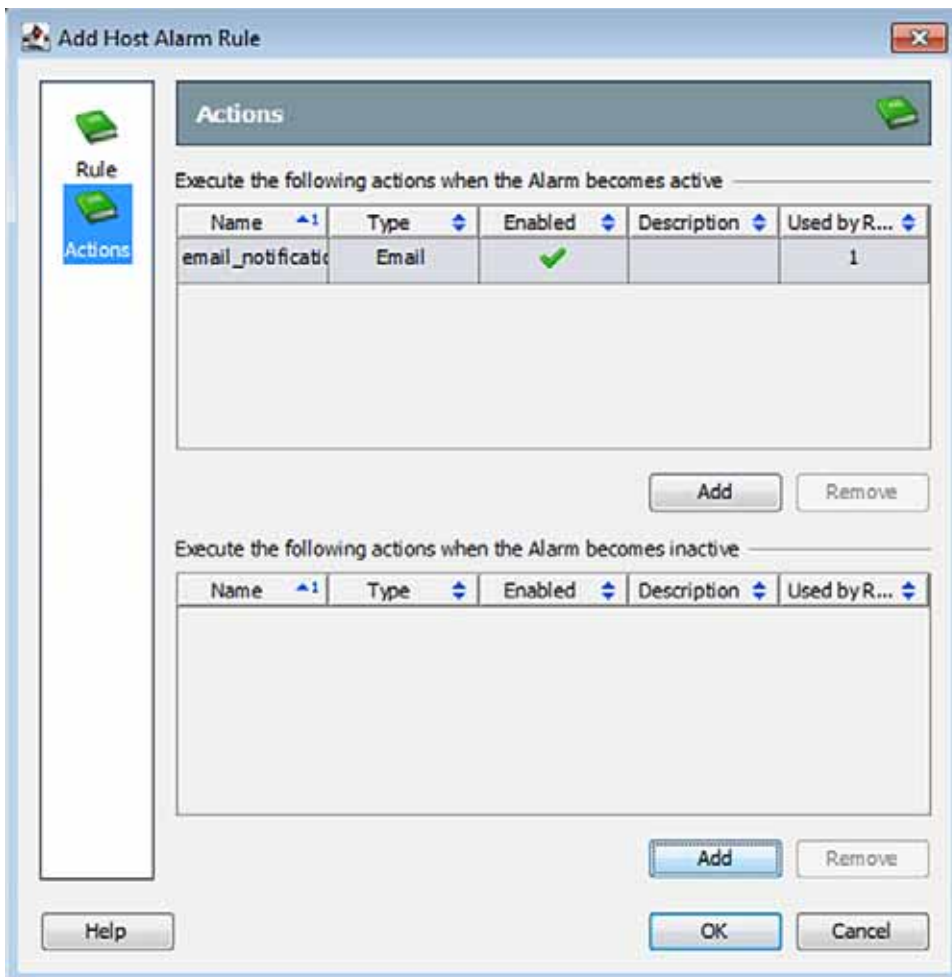 Add Host Alarm Rule
Rule
Actions
Actions
Execute the following actions when the Alarm becomes active
Name 1 Type Enabled Description Used by R...
email_notificatio Email 1
Add Remove
Execute the following actions when the Alarm becomes inactive
Name 1 Type Enabled Description Used by R...
Add Remove
Help OK Cancel